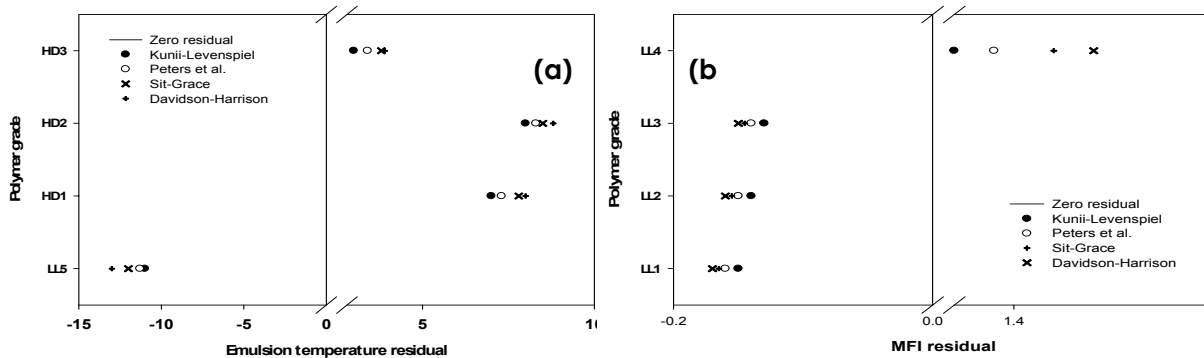 HD3
HD2
HD1
LL5
Polymer grade
Zero residual
Kunii-Levenspiel
Peters et al.
Sit-Grace
Davidson-Harrison
(a)
-15
-10
-5
0
5
Emulsion temperature residual
(b)
LL4
LL3
LL2
LL1
Polymer grade
Zero residual
Kunii-Levenspiel
Peters et al.
Sit-Grace
Davidson-Harrison
-0.2
0.0
1.4
MFI residual